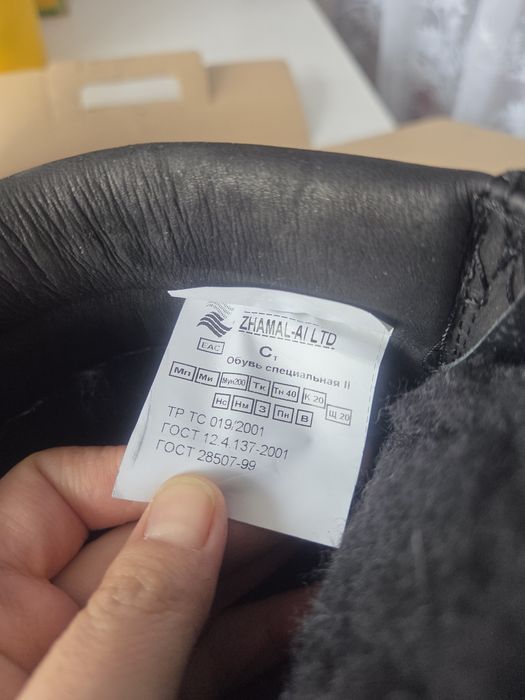 ZHAMAL-AI LTD
EAC Ст
Обувь специальная II
Мп Ми Мун200 Тк Тн 40 К 20 Щ 20
Нс Нм З Пн В
ТР ТС 019/2001
ГОСТ 12.4.137-2001
ГОСТ 28507-99